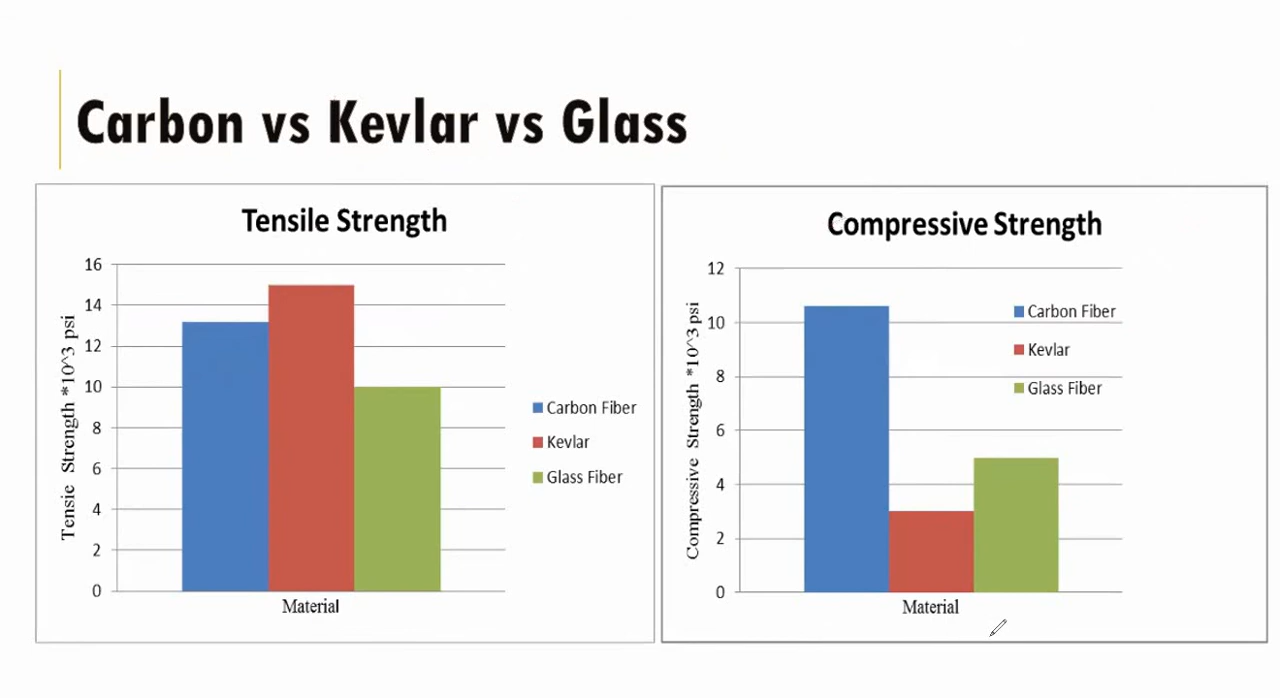 Carbon vs Kevlar vs Glass
Tensile Strength
16
14
12
10
8
6
4
2
0
Tensie Strength *10^3 psi
Material
Carbon Fiber
Kevlar
Glass Fiber
Compressive Strength
12
10
8
6
4
2
0
Compressive Strength *10^3 psi
Material
Carbon Fiber
Kevlar
Glass Fiber